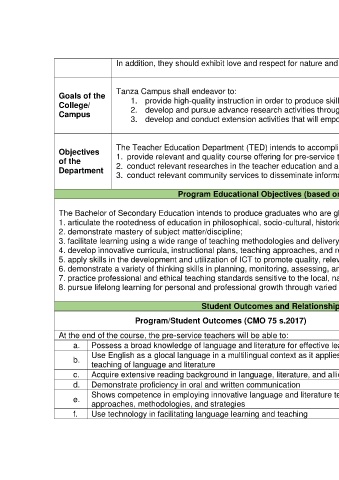 In addition, they should exhibit love and respect for nature and
Goals of the
College/
Campus
Tanza Campus shall endeavor to:
1. provide high-quality instruction in order to produce skill
2. develop and pursue advance research activities throug
3. develop and conduct extension activities that will empo
Objectives
of the
Department
The Teacher Education Department (TED) intends to accompli
1. provide relevant and quality course offering for pre-service t
2. conduct relevant researches in the teacher education and a
3. conduct relevant community services to disseminate informa
Program Educational Objectives (based on
The Bachelor of Secondary Education intends to produce graduates who are gl
1. articulate the rootedness of education in philosophical, socio-cultural, historic
2. demonstrate mastery of subject matter/discipline;
3. facilitate learning using a wide range of teaching methodologies and delivery
4. develop innovative curricula, instructional plans, teaching approaches, and re
5. apply skills in the development and utilization of ICT to promote quality, relev
6. demonstrate a variety of thinking skills in planning, monitoring, assessing, an
7. practice professional and ethical teaching standards sensitive to the local, na
8. pursue lifelong learning for personal and professional growth through varied
Student Outcomes and Relationship
Program/Student Outcomes (CMO 75 s.2017)
At the end of the course, the pre-service teachers will be able to:
a. Possess a broad knowledge of language and literature for effective lea
b. Use English as a glocal language in a multilingual context as it applies
teaching of language and literature
c. Acquire extensive reading background in language, literature, and allie
d. Demonstrate proficiency in oral and written communication
e. Shows competence in employing innovative language and literature te
approaches, methodologies, and strategies
f. Use technology in facilitating language learning and teaching